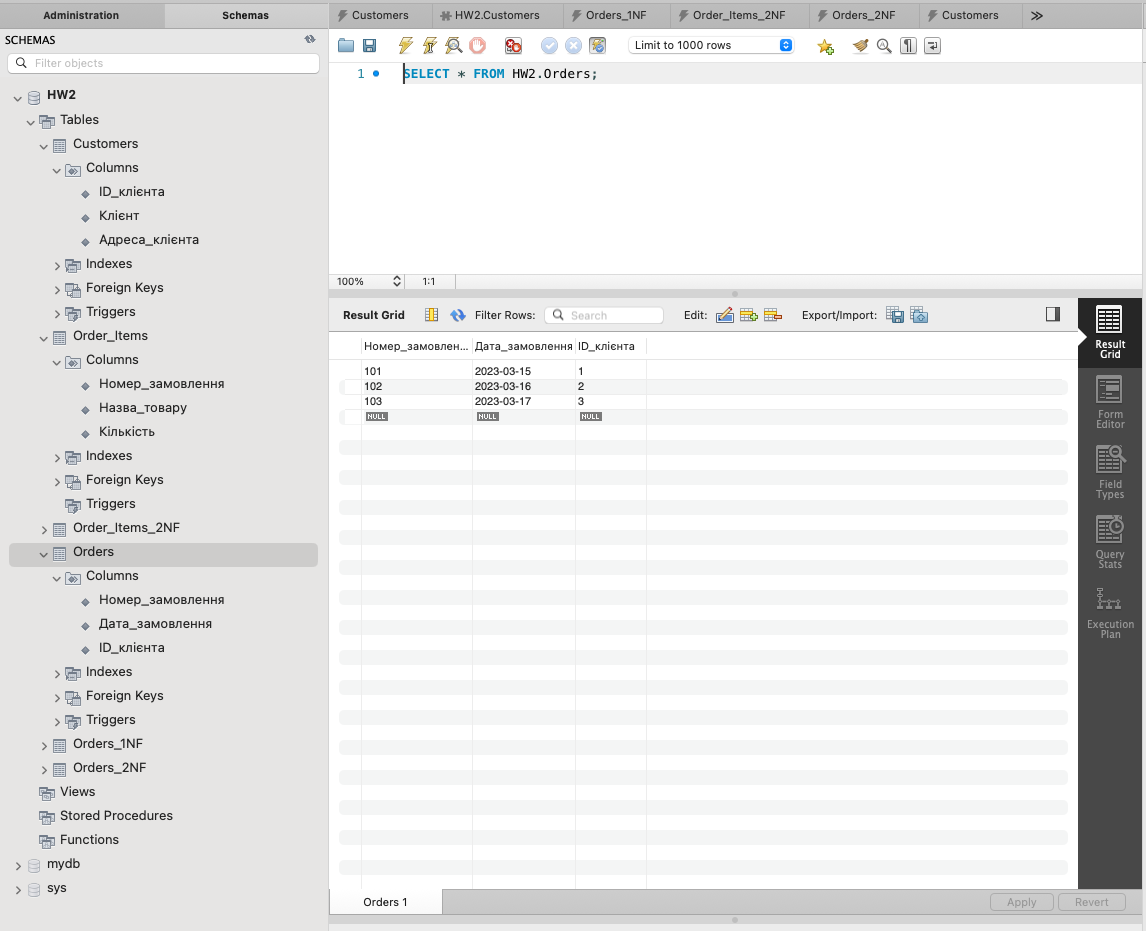 Administration
Schemas
SCHEMAS
Filter objects
HW2
Tables
Customers
Columns
ID_клієнта
Клієнт
Адреса_клієнта
Indexes
Foreign Keys
Triggers
Order_Items
Columns
Номер_замовлення
Назва_товару
Кількість
Indexes
Foreign Keys
Triggers
Order_Items_2NF
Orders
Columns
Номер_замовлення
Дата_замовлення
ID_клієнта
Indexes
Foreign Keys
Triggers
Orders_1NF
Orders_2NF
Views
Stored Procedures
Functions
mydb
sys
Customers HW2.Customers Orders_1NF Order_Items_2NF Orders_2NF Customers
Limit to 1000 rows
1 SELECT * FROM HW2.Orders;
100% 1:1
Result Grid Filter Rows: Search Edit: Export/Import:
Номер_замовлен... Дата_замовлення ID_клієнта
101 2023-03-15 1
102 2023-03-16 2
103 2023-03-17 3
NULL NULL NULL
Result
Grid
Form
Editor
Field
Types
Query
Stats
Execution
Plan
Orders 1
Apply Revert